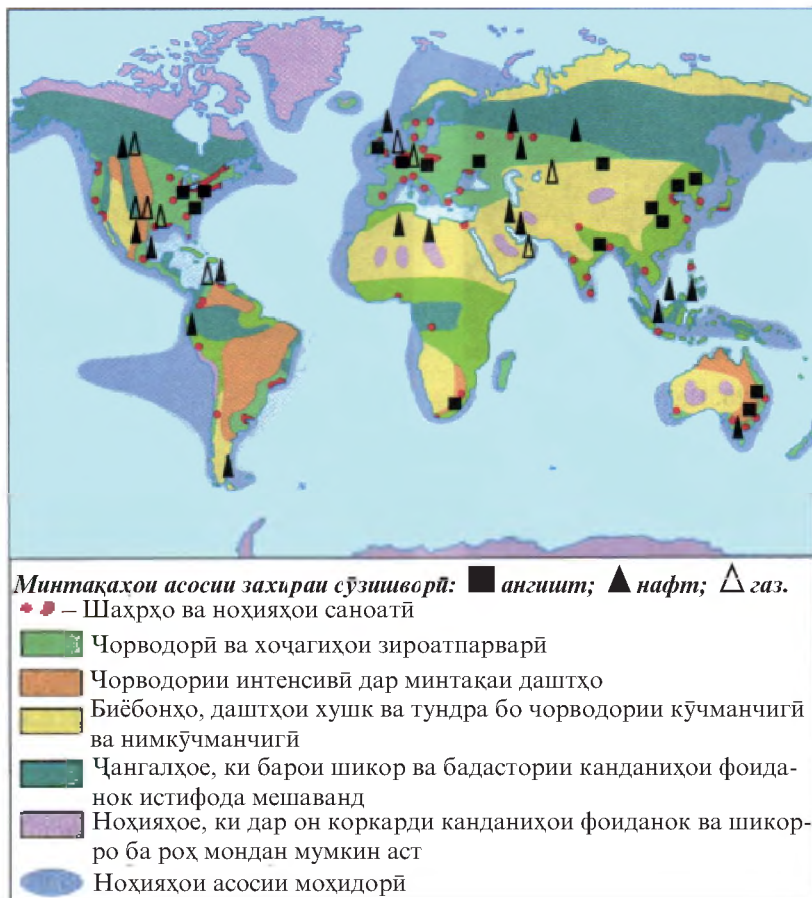 Минтақаҳои асосии захираи сӯзишворӣ: ангишт; нафт; газ.
– Шаҳрҳо ва ноҳияҳои саноатӣ
Чорводорӣ ва хоҷагиҳои зироатпарварӣ
Чорводории интенсивӣ дар минтақаи даштҳо
Биёбонҳо, даштҳои хушк ва тундра бо чорводории кӯчманчигӣ
ва нимкӯчманчигӣ
Ҷангалҳое, ки барои шикор ва бадастории канданиҳои фоида-
нок истифода мешаванд
Ноҳияҳое, ки дар он коркарди канданиҳои фоиданок ва шикор-
ро ба роҳ мондан мумкин аст
Ноҳияҳои асосии моҳидорӣ